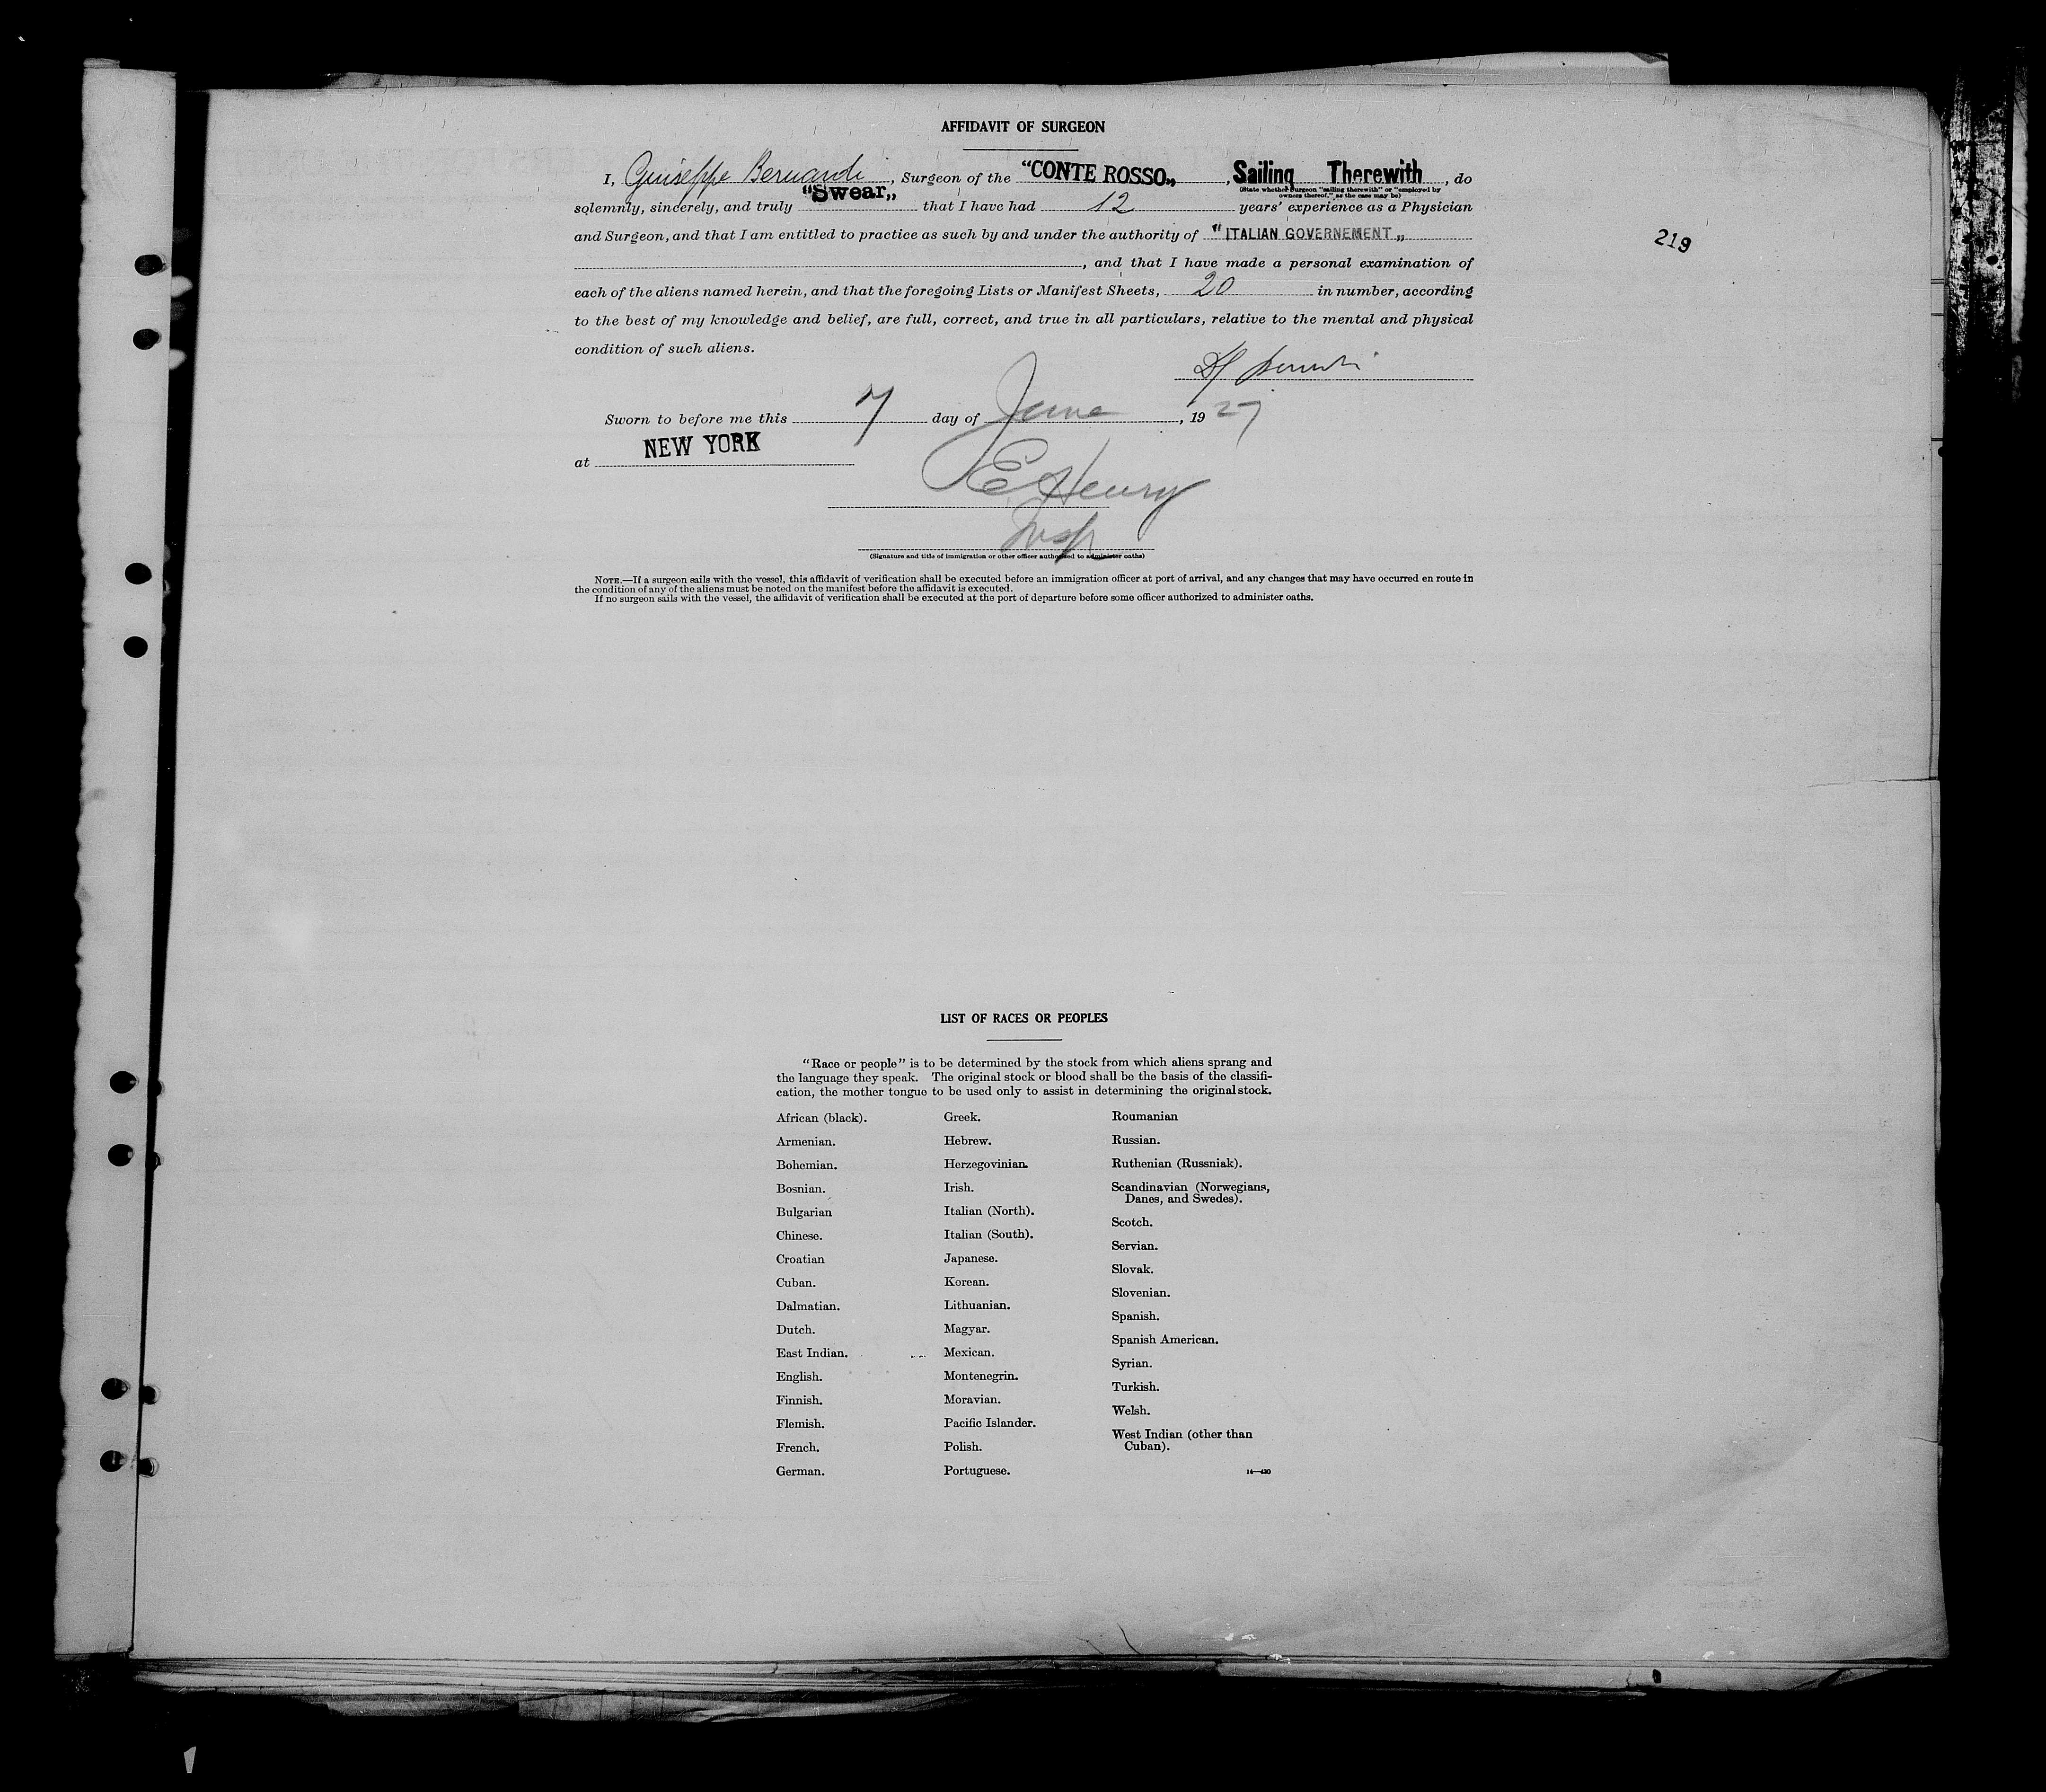 AFFIDAVIT OF SURGEON
I, Guiseppe Bernardi, Surgeon of the "CONTE ROSSO„, Sailing Therewith, do
(State whether Surgeon "sailing therewith" or "employed by
owners thereof," as the case may be)
solemnly, sincerely, and truly "Swear„ that I have had 12 years' experience as a Physician
and Surgeon, and that I am entitled to practice as such by and under the authority of "ITALIAN GOVERNEMENT„
219
, and that I have made a personal examination of
each of the aliens named herein, and that the foregoing Lists or Manifest Sheets, 20 in number, according
to the best of my knowledge and belief, are full, correct, and true in all particulars, relative to the mental and physical
condition of such aliens.
Sworn to before me this 7 day of June, 1927
at NEW YORK
E Henry
Insp
(Signature and title of immigration or other officer authorized to administer oaths)
NOTE.—If a surgeon sails with the vessel, this affidavit of verification shall be executed before an immigration officer at port of arrival, and any changes that may have occurred en route in
the condition of any of the aliens must be noted on the manifest before the affidavit is executed.
If no surgeon sails with the vessel, the affidavit of verification shall be executed at the port of departure before some officer authorized to administer oaths.
LIST OF RACES OR PEOPLES
"Race or people" is to be determined by the stock from which aliens sprang and
the language they speak. The original stock or blood shall be the basis of the classifi-
cation, the mother tongue to be used only to assist in determining the original stock.
African (black).
Armenian.
Bohemian.
Bosnian.
Bulgarian
Chinese.
Croatian
Cuban.
Dalmatian.
Dutch.
East Indian.
English.
Finnish.
Flemish.
French.
German.
Greek.
Hebrew.
Herzegovinian.
Irish.
Italian (North).
Italian (South).
Japanese.
Korean.
Lithuanian.
Magyar.
Mexican.
Montenegrin.
Moravian.
Pacific Islander.
Polish.
Portuguese.
Roumanian
Russian.
Ruthenian (Russniak).
Scandinavian (Norwegians,
Danes, and Swedes).
Scotch.
Servian.
Slovak.
Slovenian.
Spanish.
Spanish American.
Syrian.
Turkish.
Welsh.
West Indian (other than
Cuban).